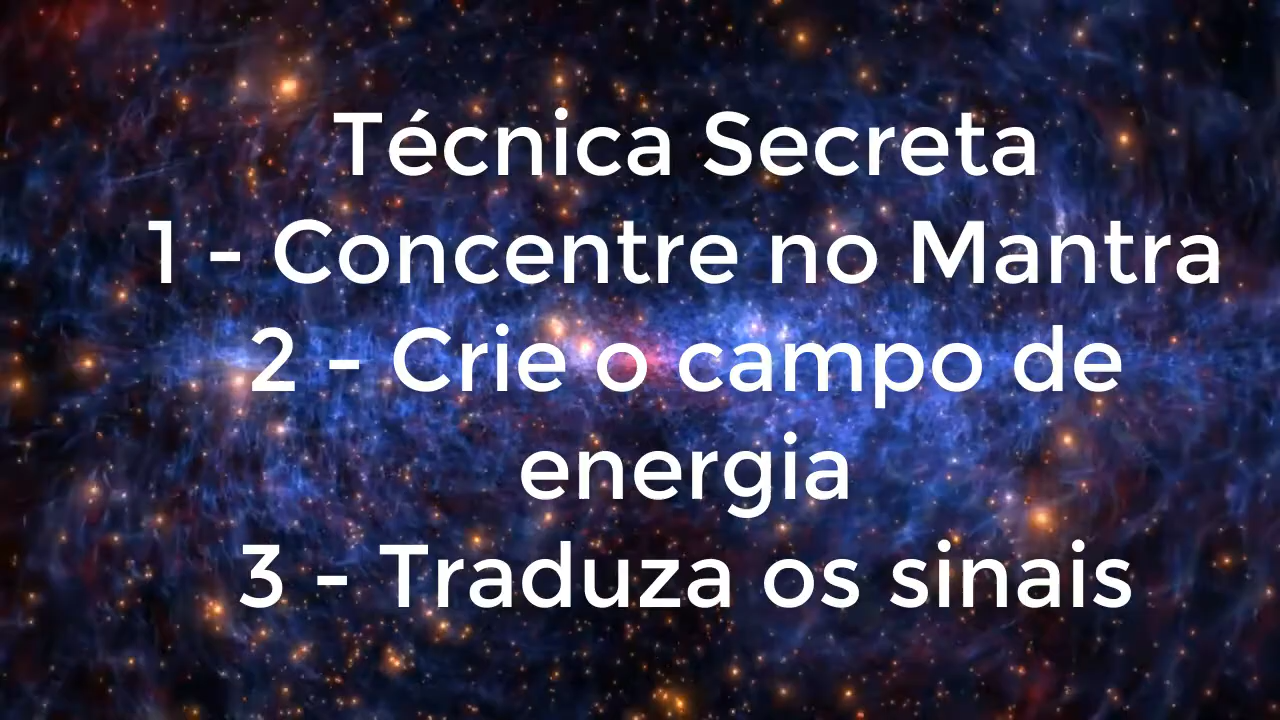 Técnica Secreta
1 - Concentre no Mantra
2 - Crie o campo de
energia
3 - Traduza os sinais